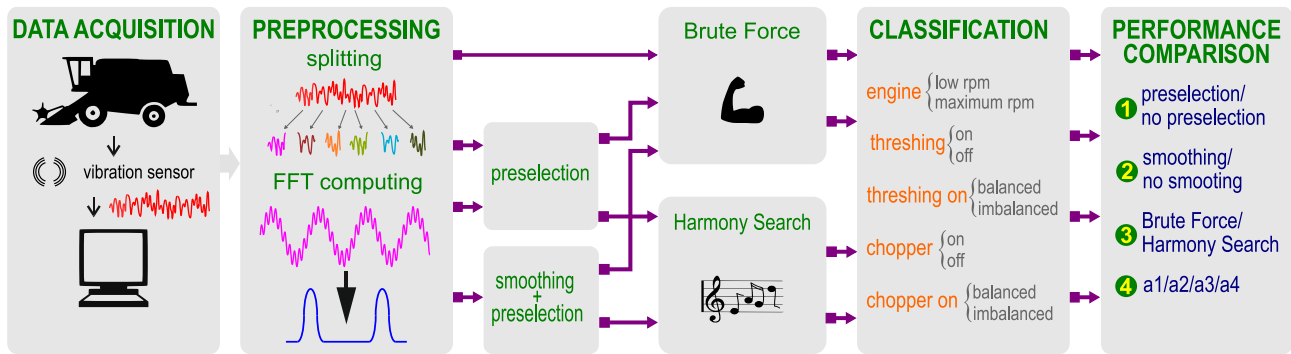 DATA ACQUISITION
vibration sensor
PREPROCESSING
splitting
FFT computing
preselection
smoothing
+
preselection
Brute Force
Harmony Search
CLASSIFICATION
engine { low rpm
maximum rpm
threshing { on
off
threshing on { balanced
imbalanced
chopper { on
off
chopper on { balanced
imbalanced
PERFORMANCE
COMPARISON
1 preselection/
no preselection
2 smoothing/
no smooting
3 Brute Force/
Harmony Search
4 a1/a2/a3/a4